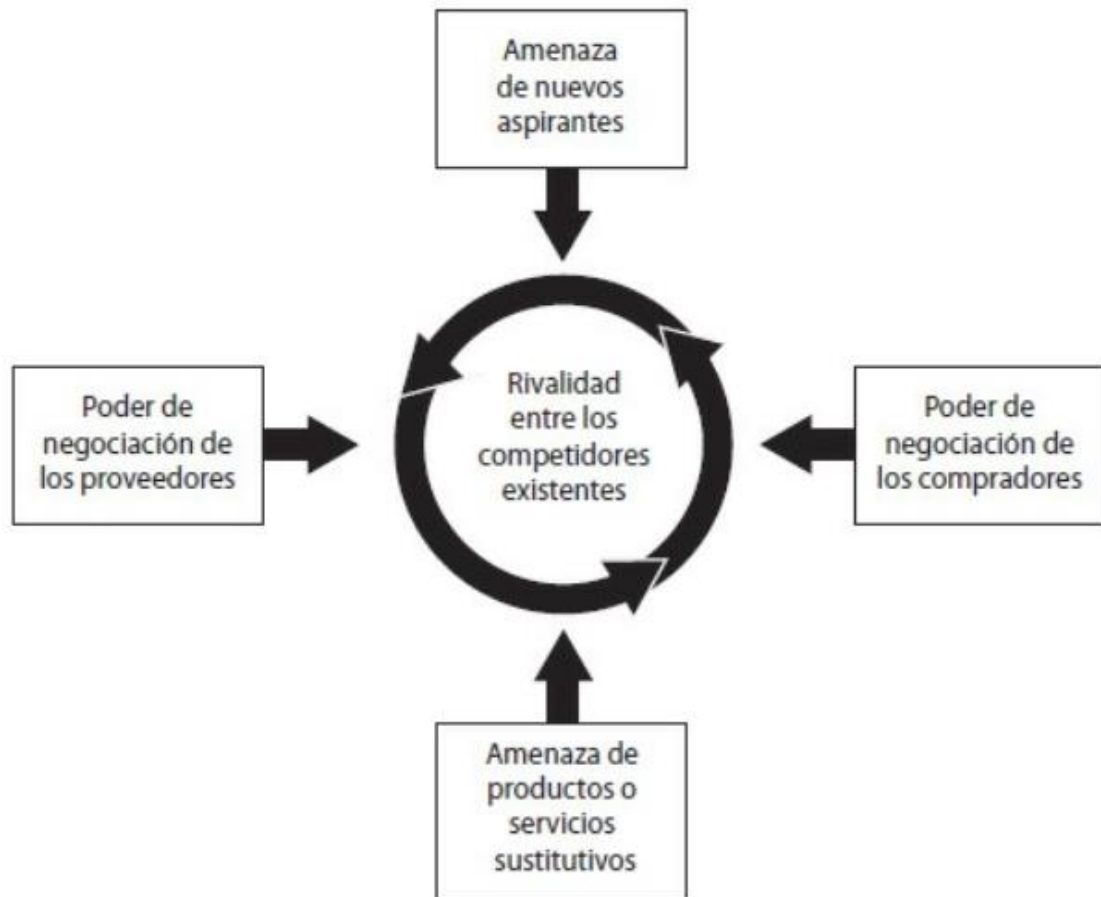 Amenaza
de nuevos
aspirantes
Poder de
negociación de
los proveedores
Rivalidad
entre los
competidores
existentes
Poder de
negociación de
los compradores
Amenaza de
productos o
servicios
sustitutivos